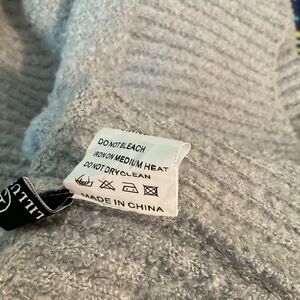 DO NOT BLEACH
IRON ON MEDIUM HEAT
DO NOT DRYCLEAN
MADE IN CHINA